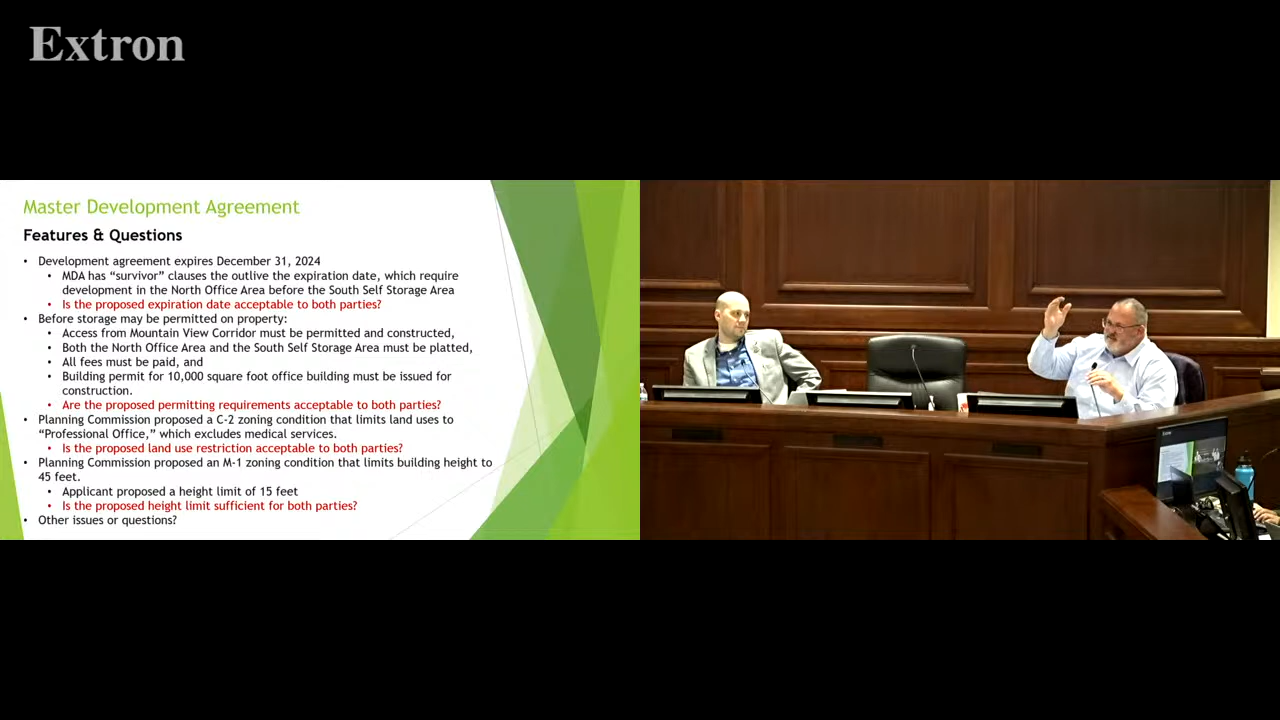 Extron
Master Development Agreement
Features & Questions
• Development agreement expires December 31, 2024
• MDA has “survivor” clauses the outlive the expiration date, which require
development in the North Office Area before the South Self Storage Area
• Is the proposed expiration date acceptable to both parties?
• Before storage may be permitted on property:
• Access from Mountain View Corridor must be permitted and constructed,
• Both the North Office Area and the South Self Storage Area must be platted,
• All fees must be paid, and
• Building permit for 10,000 square foot office building must be issued for
construction.
• Are the proposed permitting requirements acceptable to both parties?
• Planning Commission proposed a C-2 zoning condition that limits land uses to
“Professional Office,” which excludes medical services.
• Is the proposed land use restriction acceptable to both parties?
• Planning Commission proposed an M-1 zoning condition that limits building height to
45 feet.
• Applicant proposed a height limit of 15 feet
• Is the proposed height limit sufficient for both parties?
• Other issues or questions?